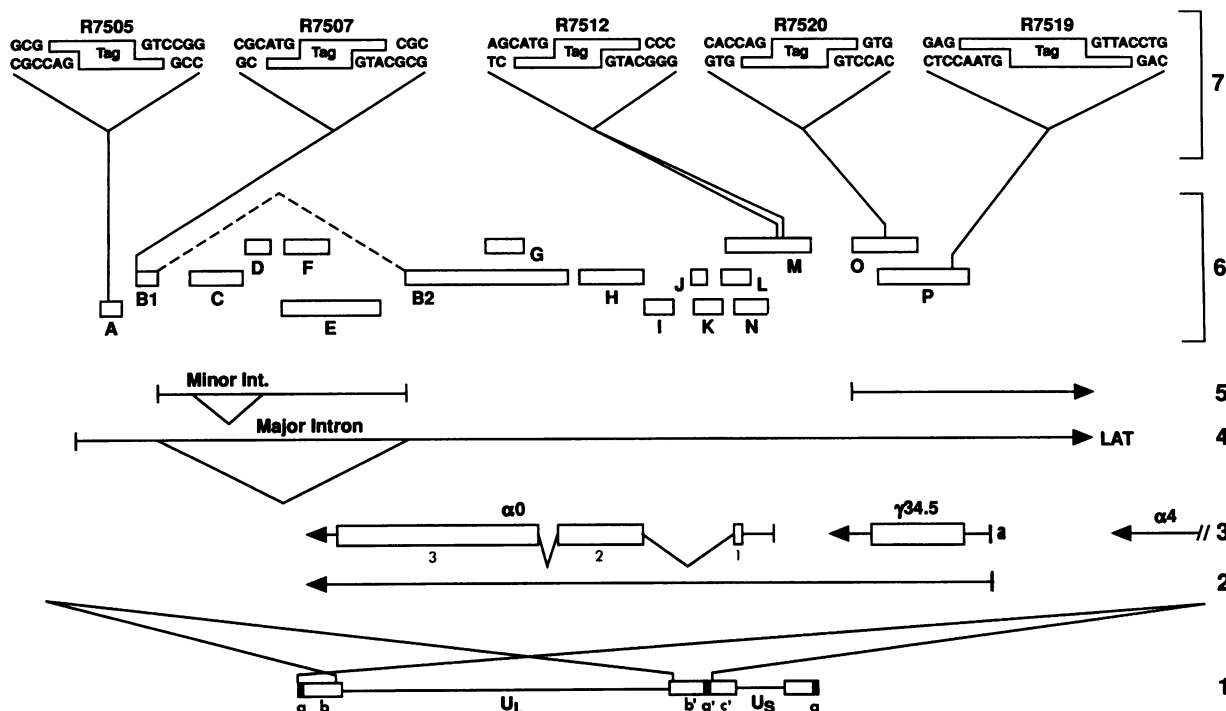 R7505 R7507 R7512 R7520 R7519
GCG GTCCGG CGCATG CGC AGCATG CCC CACCAG GTG GAG GTTACCTG
Tag Tag Tag Tag Tag
CGCCAG GCC GC GTACGCG TC GTACGGG GTG GTCCAC CTCCAATG GAC
7
D F G M O
B1 C B2 H J L P
6
A E I K N
Minor Int.
5
Major Intron
LAT 4
α0 γ34.5 α4
a // 3
3 2 1
2
1
a b UL b' a' c' US a